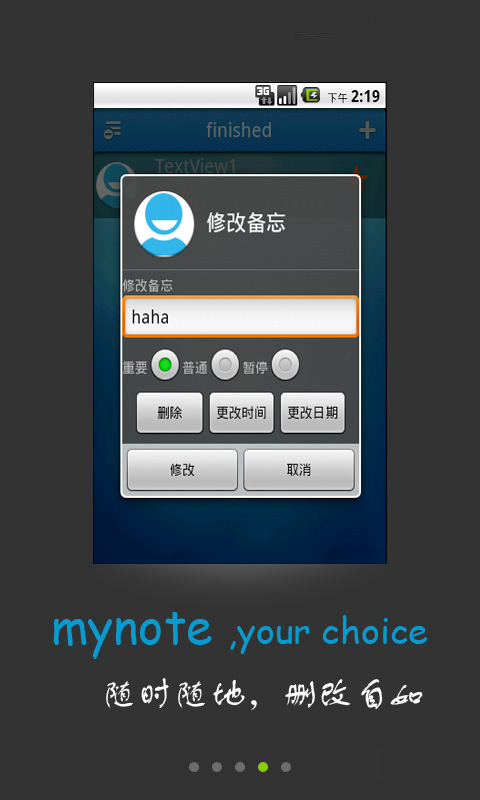 3G 下午 2:19
finished
TextView1
修改备忘
修改备忘
haha
重要 普通 暂停
删除 更改时间 更改日期
修改 取消
mynote ,your choice
随时随地，删改自如